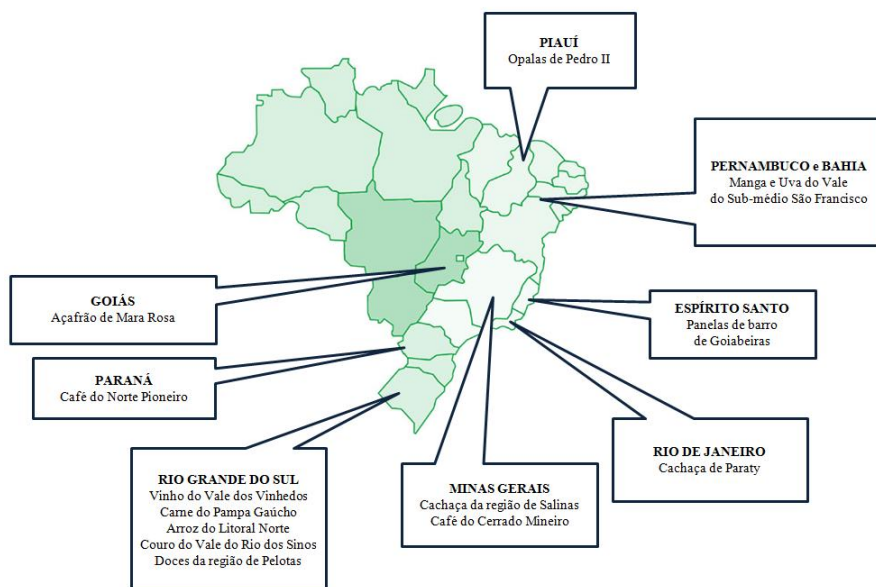 PIAUÍ
Opalas de Pedro II
PERNAMBUCO e BAHIA
Manga e Uva do Vale
do Sub-médio São Francisco
GOIÁS
Açafrão de Mara Rosa
ESPÍRITO SANTO
Panelas de barro
de Goiabeiras
PARANÁ
Café do Norte Pioneiro
RIO DE JANEIRO
Cachaça de Paraty
RIO GRANDE DO SUL
Vinho do Vale dos Vinhedos
Carne do Pampa Gaúcho
Arroz do Litoral Norte
Couro do Vale do Rio dos Sinos
Doces da região de Pelotas
MINAS GERAIS
Cachaça da região de Salinas
Café do Cerrado Mineiro